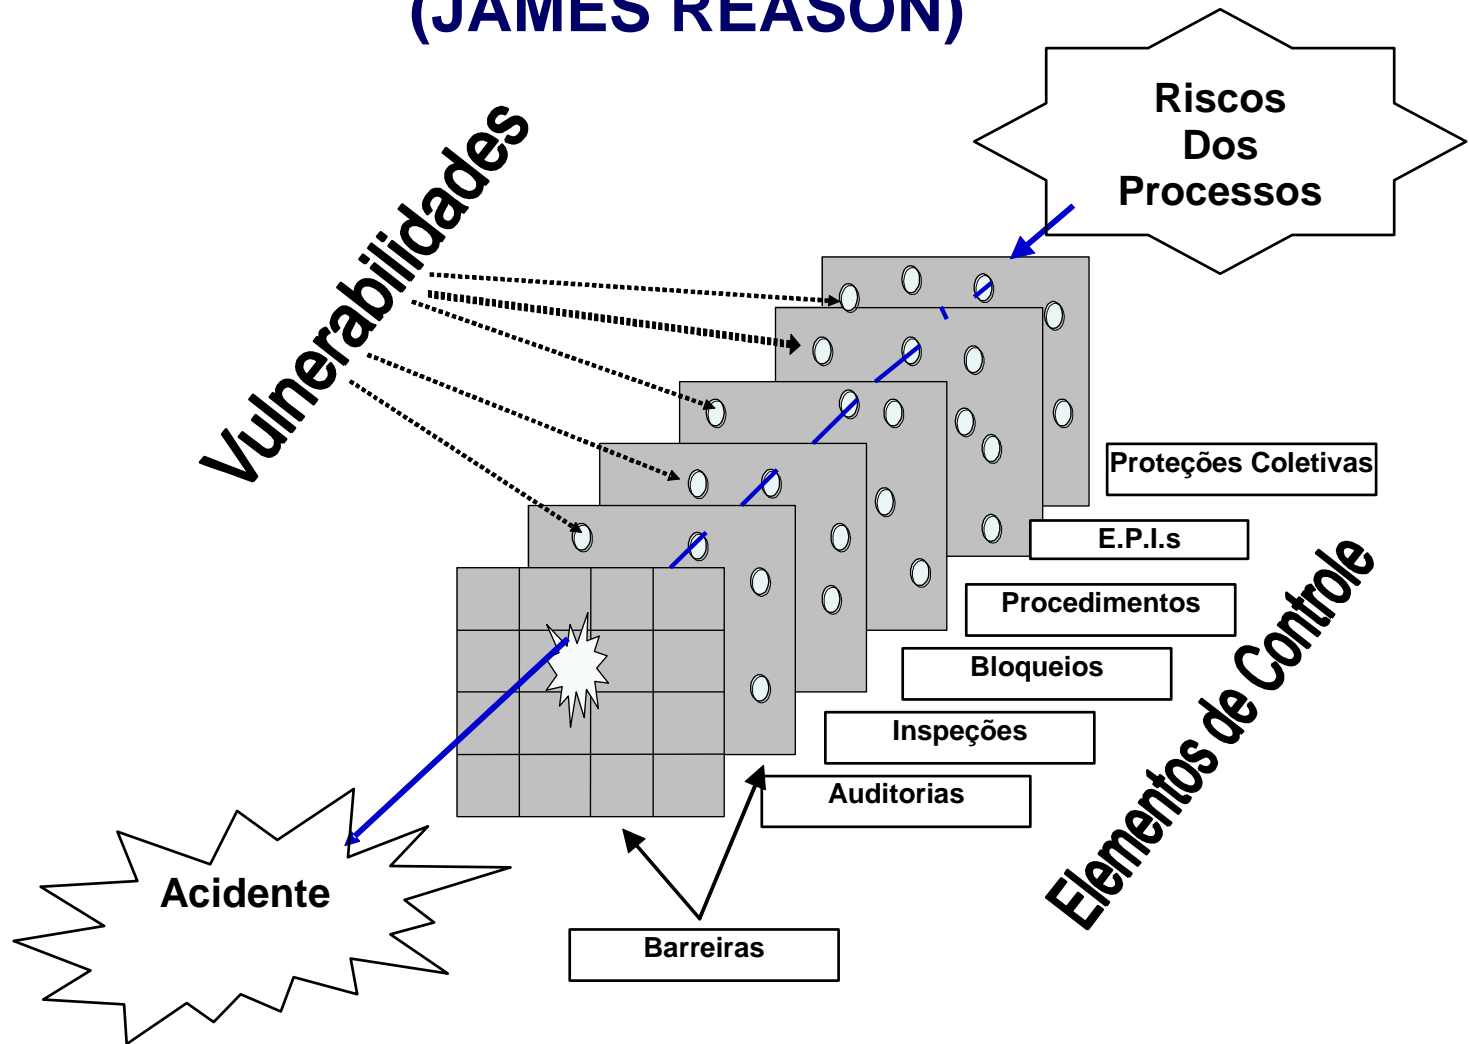 (JAMES REASON)
Riscos
Dos
Processos
Vulnerabilidades
Proteções Coletivas
E.P.I.s
Procedimentos
Bloqueios
Inspeções
Auditorias
Elementos de Controle
Acidente
Barreiras